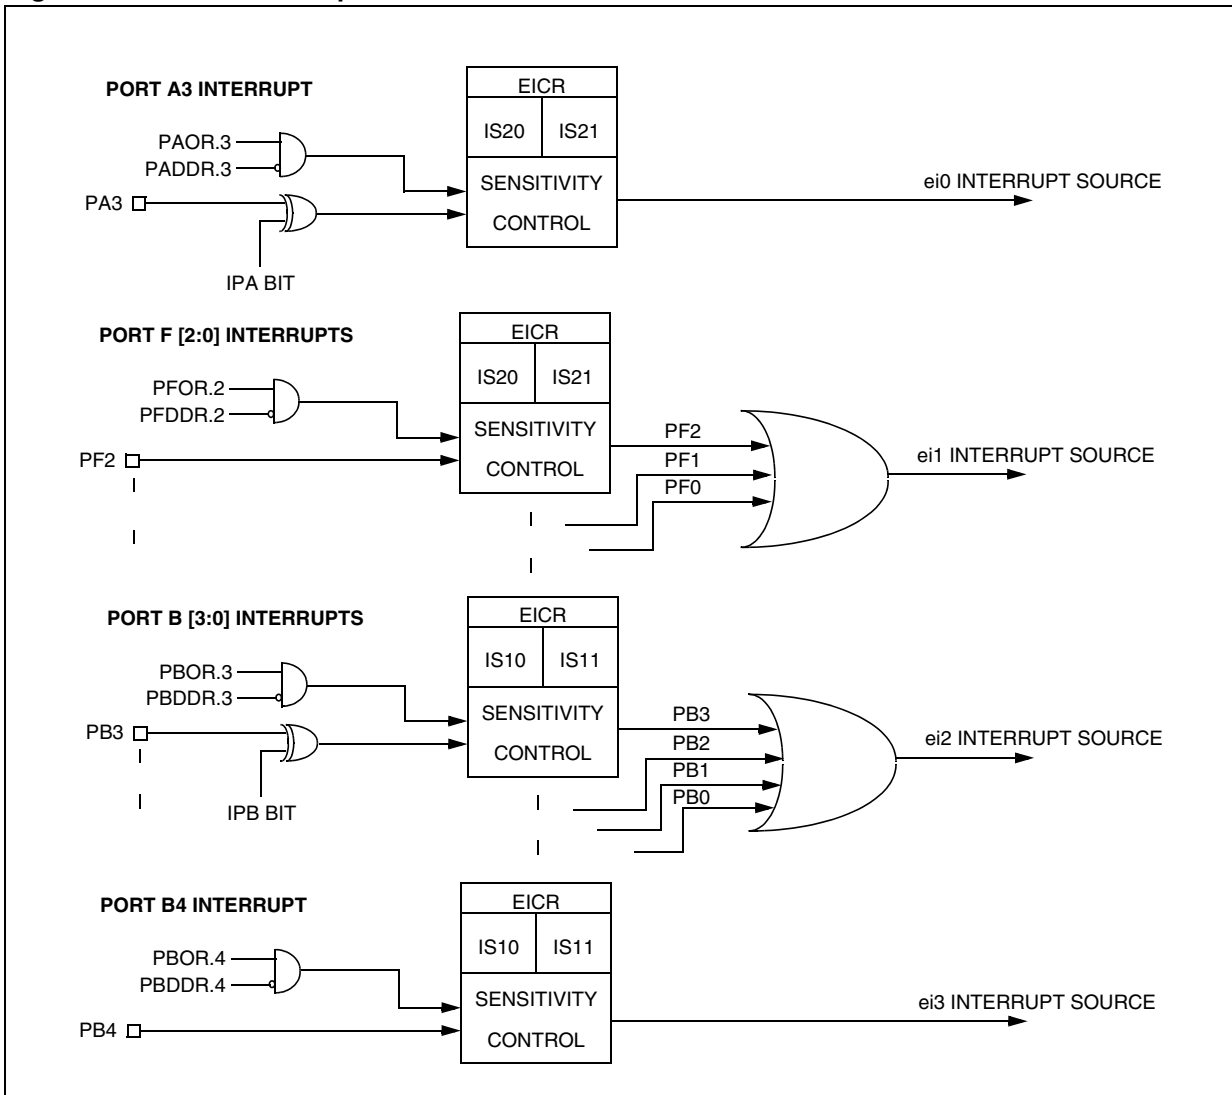 PORT A3 INTERRUPT
EICR
IS20 IS21
PAOR.3
PADDR.3
SENSITIVITY
CONTROL
PA3
IPA BIT
ei0 INTERRUPT SOURCE
PORT F [2:0] INTERRUPTS
EICR
IS20 IS21
PFOR.2
PFDDR.2
SENSITIVITY
CONTROL
PF2
PF2
PF1
PF0
ei1 INTERRUPT SOURCE
PORT B [3:0] INTERRUPTS
EICR
IS10 IS11
PBOR.3
PBDDR.3
SENSITIVITY
CONTROL
PB3
IPB BIT
PB3
PB2
PB1
PB0
ei2 INTERRUPT SOURCE
PORT B4 INTERRUPT
EICR
IS10 IS11
PBOR.4
PBDDR.4
SENSITIVITY
CONTROL
PB4
ei3 INTERRUPT SOURCE